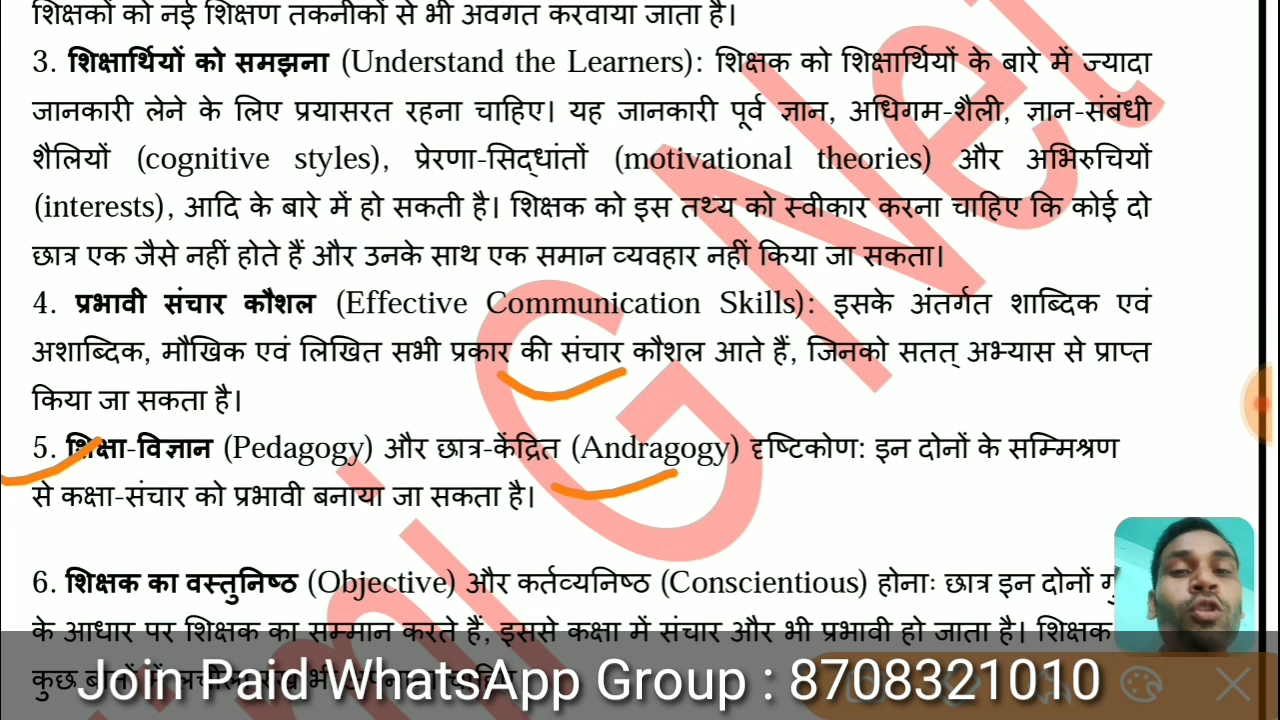 शिक्षकों को नई शिक्षण तकनीकों से भी अवगत करवाया जाता है।
3. शिक्षार्थियों को समझना (Understand the Learners): शिक्षक को शिक्षार्थियों के बारे में ज्यादा
जानकारी लेने के लिए प्रयासरत रहना चाहिए। यह जानकारी पूर्व ज्ञान, अधिगम-शैली, ज्ञान-संबंधी
शैलियों (cognitive styles), प्रेरणा-सिद्धांतों (motivational theories) और अभिरुचियों
(interests), आदि के बारे में हो सकती है। शिक्षक को इस तथ्य को स्वीकार करना चाहिए कि कोई दो
छात्र एक जैसे नहीं होते हैं और उनके साथ एक समान व्यवहार नहीं किया जा सकता।
4. प्रभावी संचार कौशल (Effective Communication Skills): इसके अंतर्गत शाब्दिक एवं
अशाब्दिक, मौखिक एवं लिखित सभी प्रकार की संचार कौशल आते हैं, जिनको सतत् अभ्यास से प्राप्त
किया जा सकता है।
5. शिक्षा-विज्ञान (Pedagogy) और छात्र-केंद्रित (Andragogy) दृष्टिकोण: इन दोनों के सम्मिश्रण
से कक्षा-संचार को प्रभावी बनाया जा सकता है।
6. शिक्षक का वस्तुनिष्ठ (Objective) और कर्तव्यनिष्ठ (Conscientious) होनाः छात्र इन दोनों
के आधार पर शिक्षक का सम्मान करते हैं, इससे कक्षा में संचार और भी प्रभावी हो जाता है। शिक्षक
कुछ
Join Paid WhatsApp Group : 8708321010
G Net